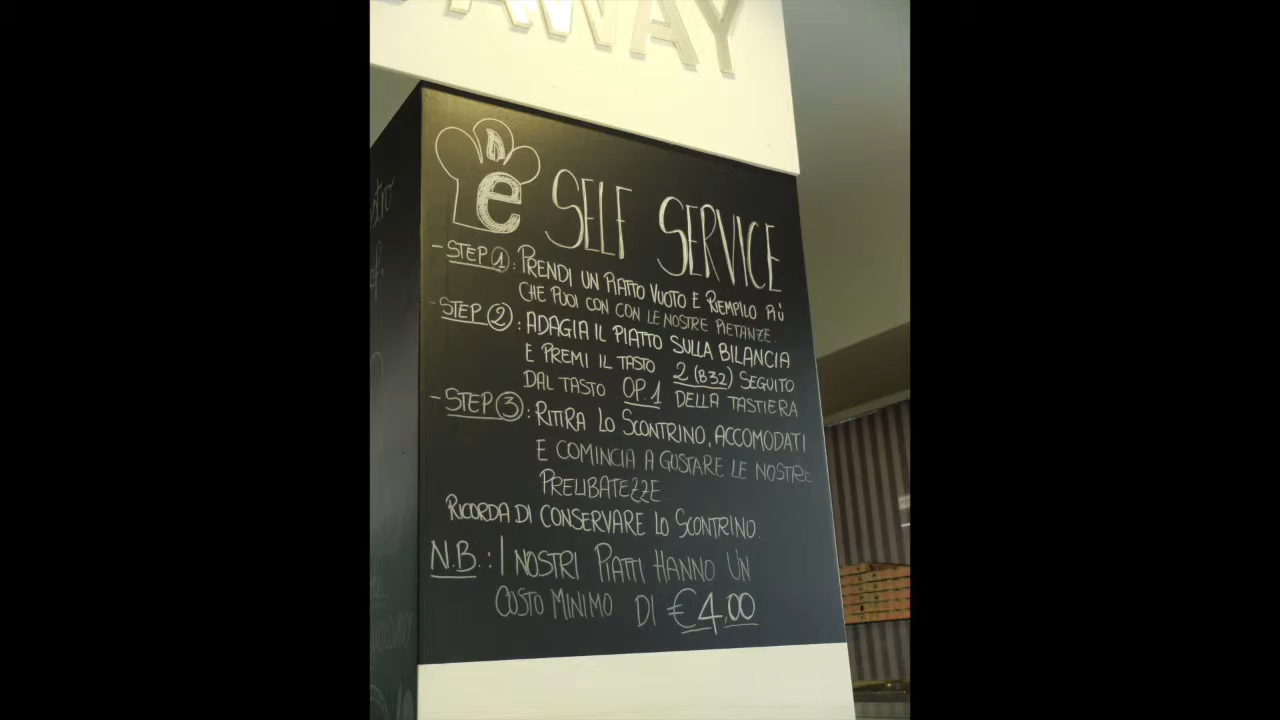 AWAY
n
e
SELF SERVICE
- STEP 1: PRENDI UN PIATTO VUOTO E RIEMPILO PIÙ
CHE PUOI CON CON LE NOSTRE PIETANZE.
- STEP 2: ADAGIA IL PIATTO SULLA BILANCIA
E PREMI IL TASTO 2 (B32) SEGUITO
DAL TASTO OP.1 DELLA TASTIERA
- STEP 3: RITIRA LO SCONTRINO, ACCOMODATI
E COMINCIA A GUSTARE LE NOSTRE
PRELIBATEZZE
RICORDA DI CONSERVARE LO SCONTRINO.
N.B.: I NOSTRI PIATTI HANNO UN
COSTO MINIMO DI €4,00